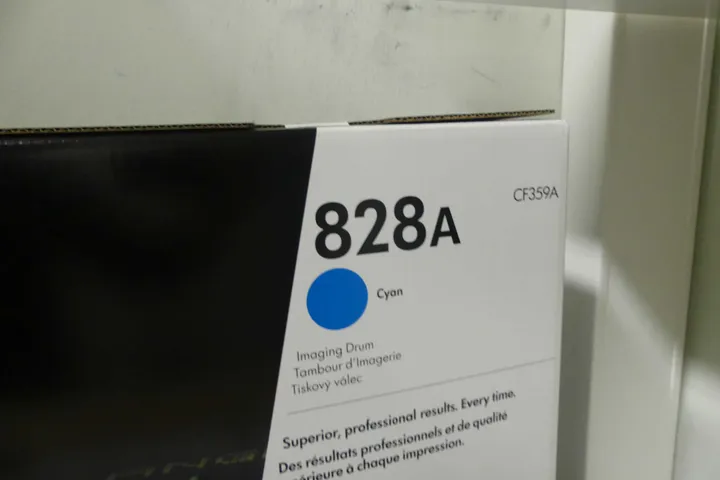 CF359A
828A
Cyan
Imaging Drum
Tambour d'Imagerie
Tiskový válec
Superior, professional results. Every time.
Des résultats professionnels et de qualité
à chaque impression.